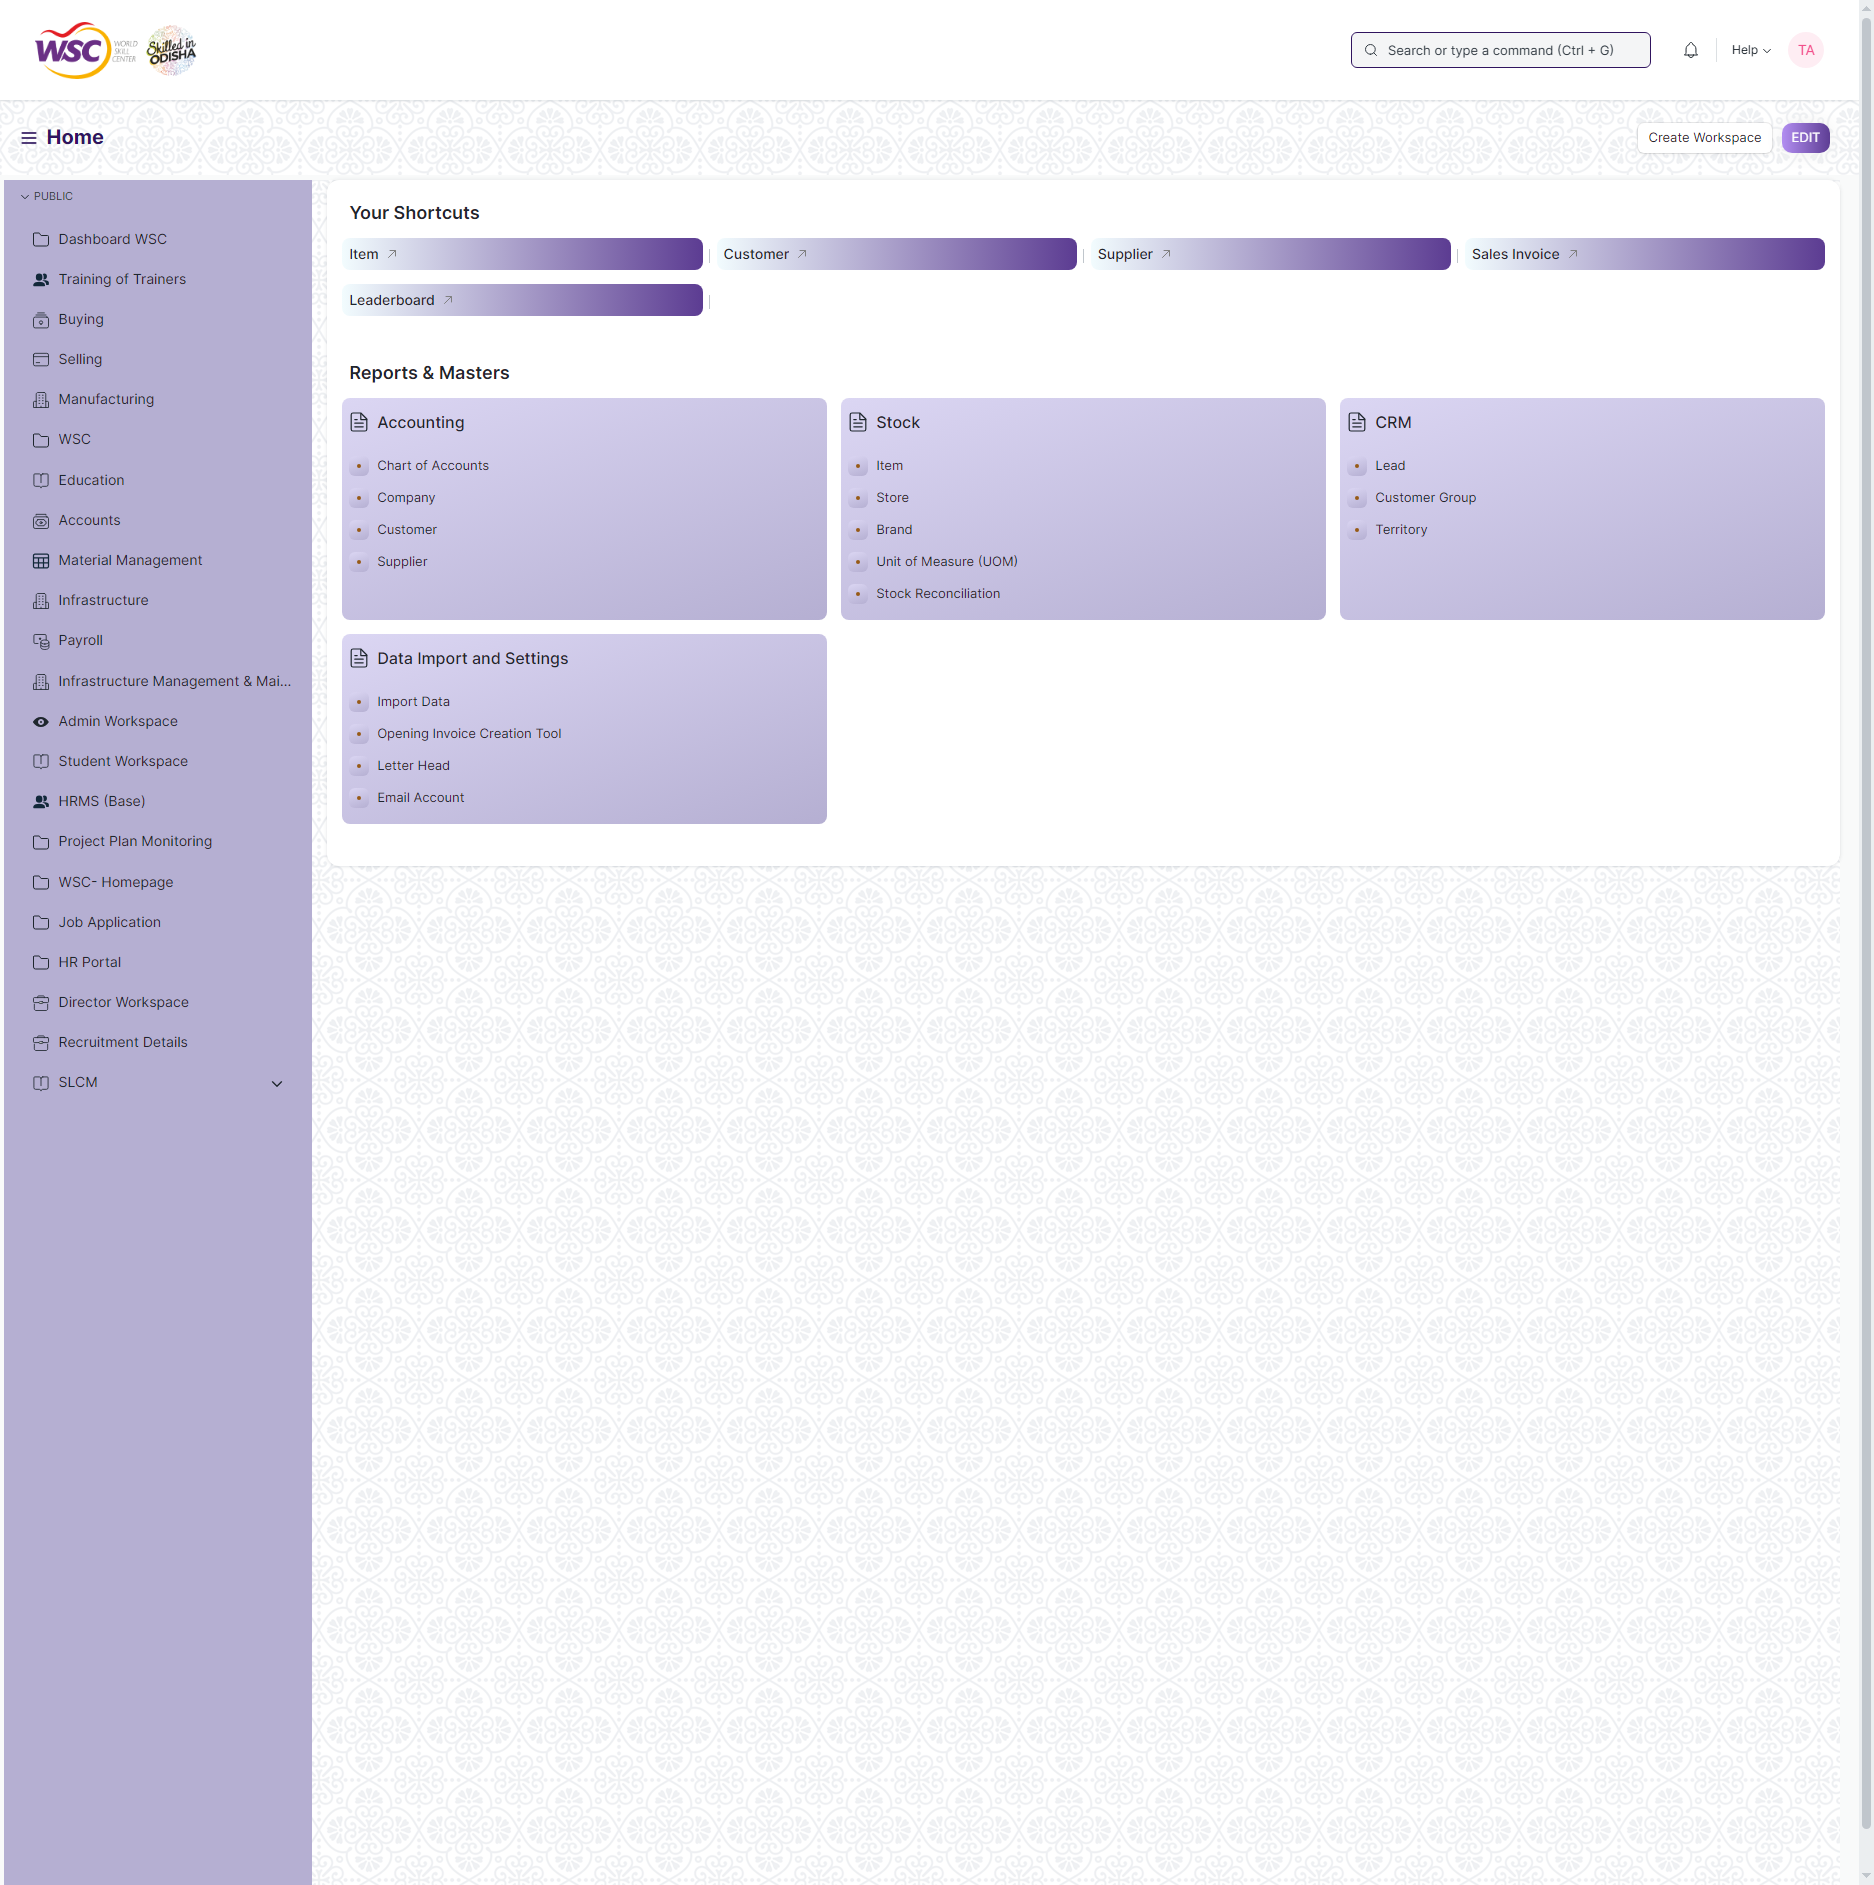 WSC WORLD SKILL CENTER Skilled in ODISHA
Search or type a command (Ctrl + G)
Help
TA
Home
Create Workspace
EDIT
PUBLIC
Dashboard WSC
Training of Trainers
Buying
Selling
Manufacturing
WSC
Education
Accounts
Material Management
Infrastructure
Payroll
Infrastructure Management & Mai...
Admin Workspace
Student Workspace
HRMS (Base)
Project Plan Monitoring
WSC- Homepage
Job Application
HR Portal
Director Workspace
Recruitment Details
SLCM
Your Shortcuts
Item
Customer
Supplier
Sales Invoice
Leaderboard
Reports & Masters
Accounting
Chart of Accounts
Company
Customer
Supplier
Stock
Item
Store
Brand
Unit of Measure (UOM)
Stock Reconciliation
CRM
Lead
Customer Group
Territory
Data Import and Settings
Import Data
Opening Invoice Creation Tool
Letter Head
Email Account